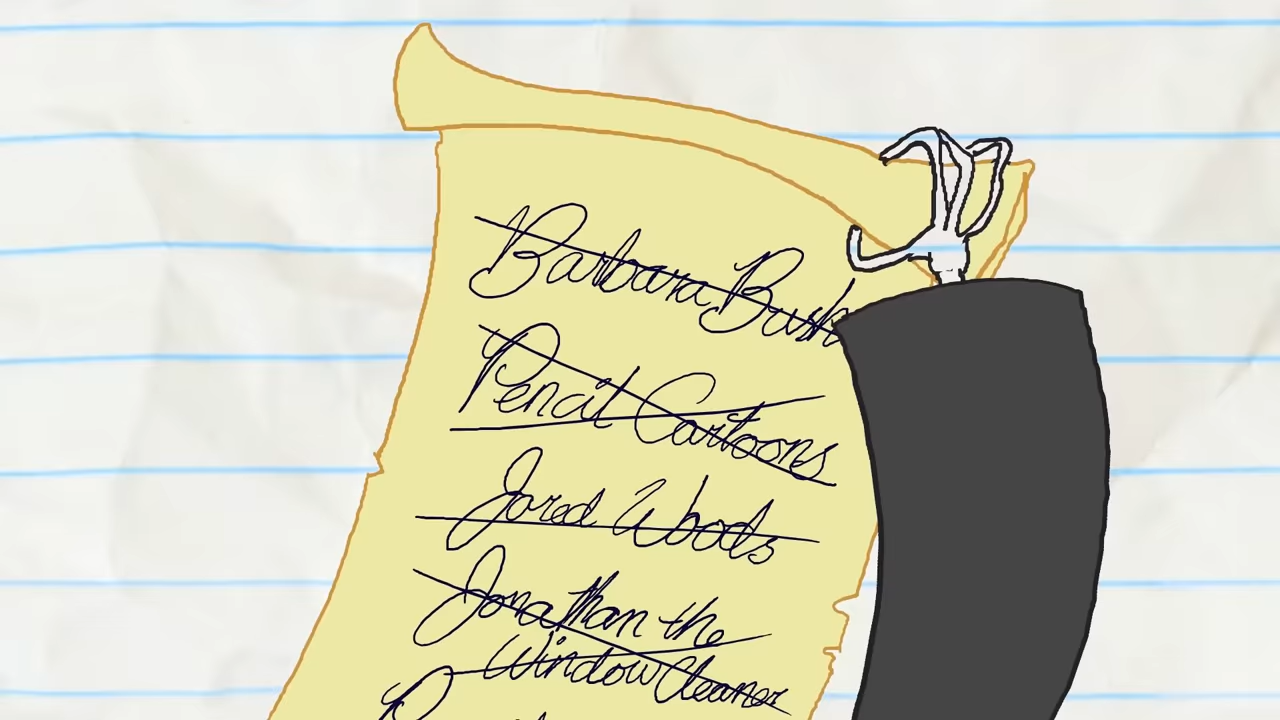 Barbara Bush
Pencil Cartoons
Jared Woods
Jonathan the
Window Cleaner